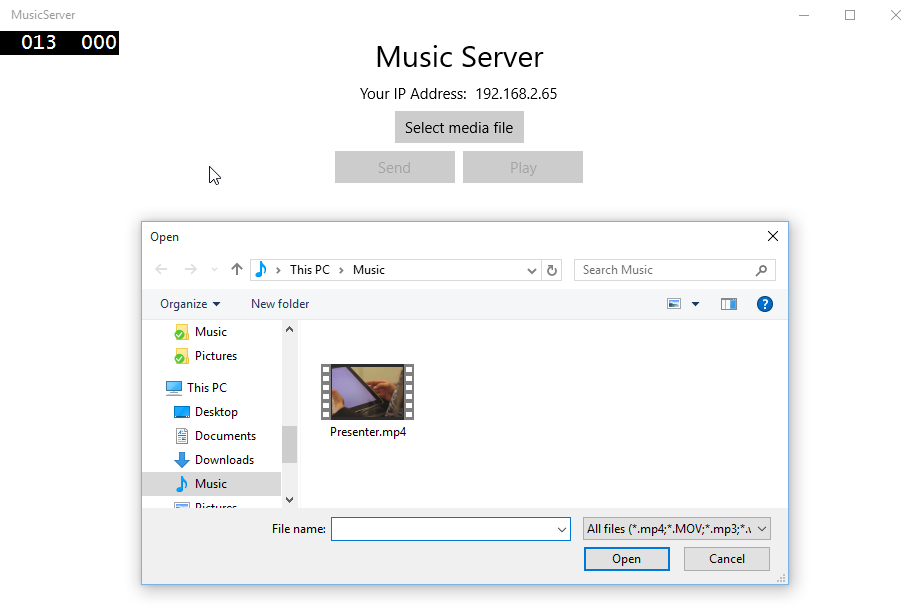 MusicServer
013 000
Music Server
Your IP Address: 192.168.2.65
Select media file
Send Play
Open
This PC Music
Search Music
Organize New folder
?
Music
Pictures
This PC
Desktop
Documents
Downloads
Music
Pictures
Presenter.mp4
File name:
All files (*.mp4;*.MOV;*.mp3;*.v
Open Cancel